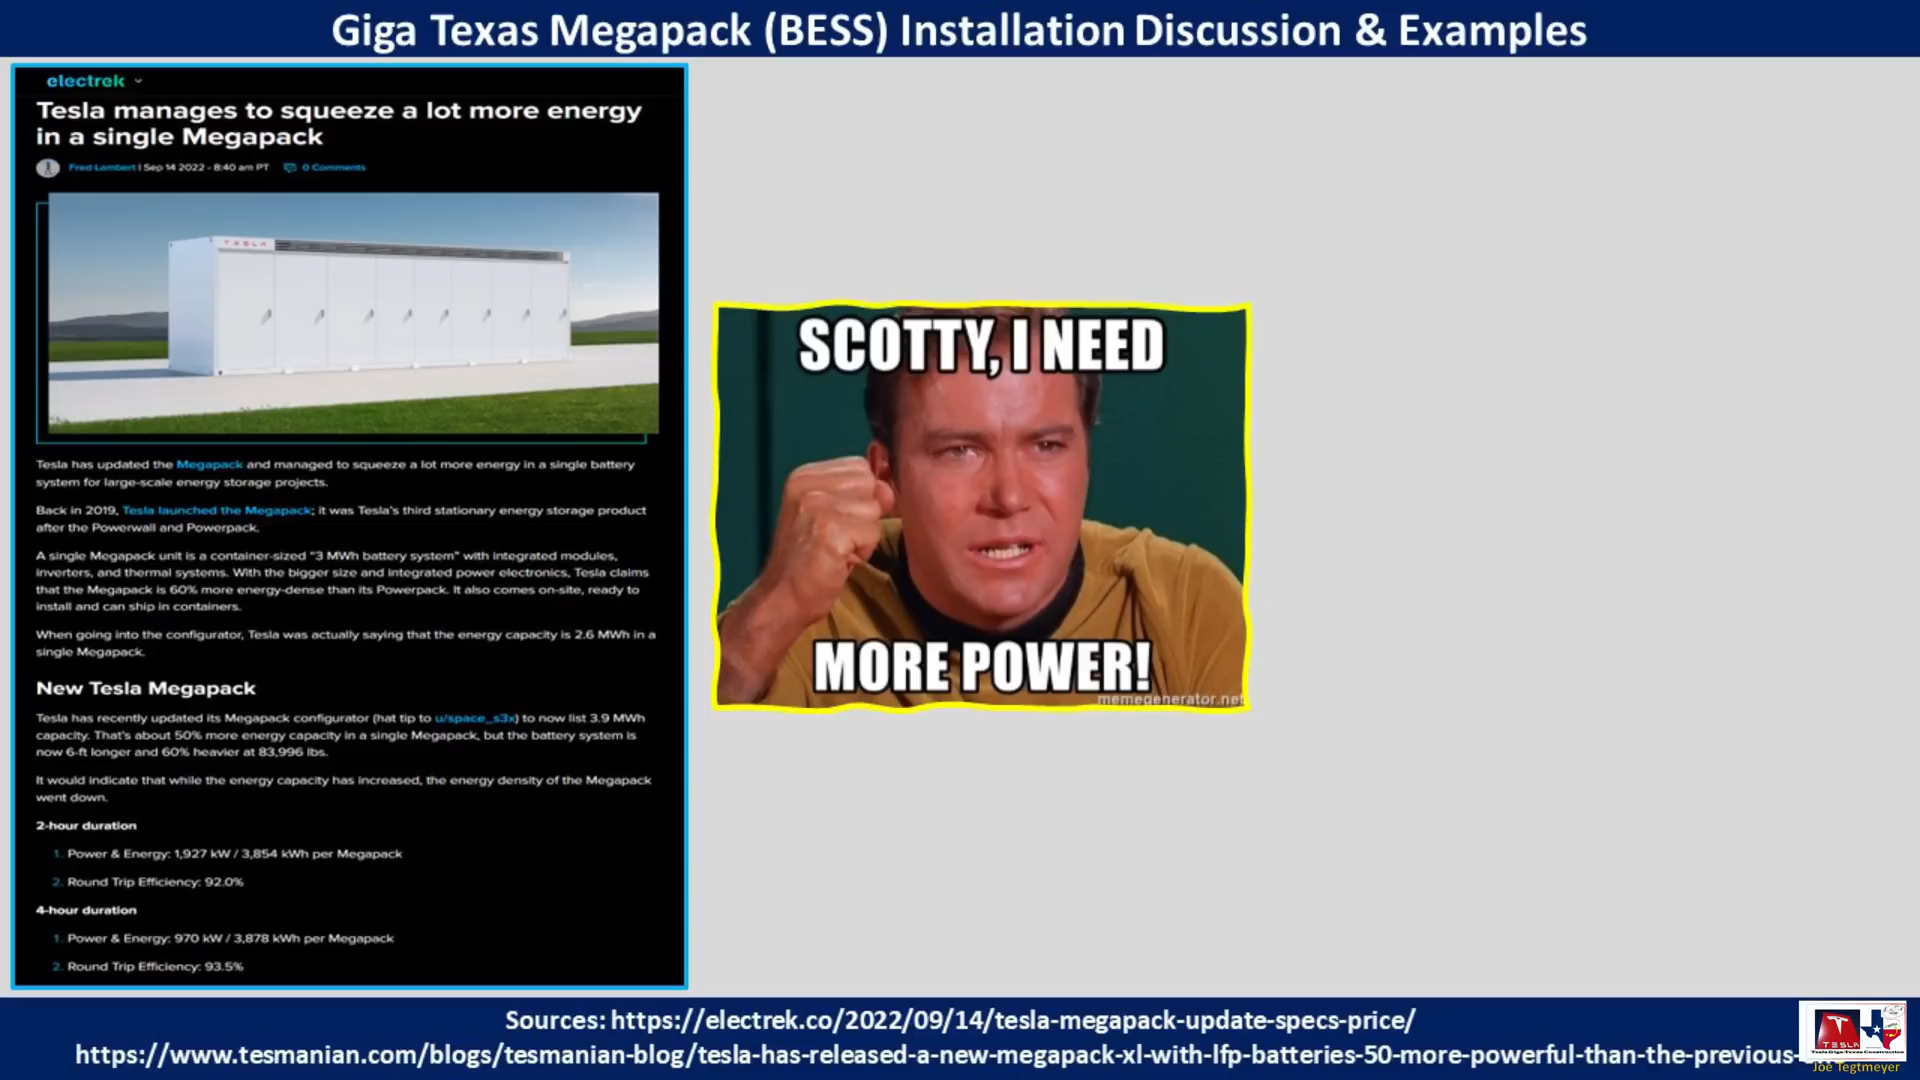 Giga Texas Megapack (BESS) Installation Discussion & Examples
electrek
Tesla manages to squeeze a lot more energy
in a single Megapack
Fred Lambert | Sep 14 2022 - 8:40 am PT 0 Comments
TESLA
Tesla has updated the Megapack and managed to squeeze a lot more energy in a single battery
system for large-scale energy storage projects.
Back in 2019, Tesla launched the Megapack; it was Tesla's third stationary energy storage product
after the Powerwall and Powerpack.
A single Megapack unit is a container-sized "3 MWh battery system" with integrated modules,
inverters, and thermal systems. With the bigger size and integrated power electronics, Tesla claims
that the Megapack is 60% more energy-dense than its Powerpack. It also comes on-site, ready to
install and can ship in containers.
When going into the configurator, Tesla was actually saying that the energy capacity is 2.6 MWh in a
single Megapack.
New Tesla Megapack
Tesla has recently updated its Megapack configurator (hat tip to u/space_s3x) to now list 3.9 MWh
capacity. That's about 50% more energy capacity in a single Megapack, but the battery system is
now 6-ft longer and 60% heavier at 83,996 lbs.
It would indicate that while the energy capacity has increased, the energy density of the Megapack
went down.
2-hour duration
1. Power & Energy: 1,927 kW / 3,854 kWh per Megapack
2. Round Trip Efficiency: 92.0%
4-hour duration
1. Power & Energy: 970 kW / 3,878 kWh per Megapack
2. Round Trip Efficiency: 93.5%
SCOTTY, I NEED
MORE POWER!
memegenerator.net
Sources: https://electrek.co/2022/09/14/tesla-megapack-update-specs-price/
https://www.tesmanian.com/blogs/tesmanian-blog/tesla-has-released-a-new-megapack-xl-with-lfp-batteries-50-more-powerful-than-the-previous-
TESLA
Tesla Giga Texas Construction
Joe Tegtmeyer